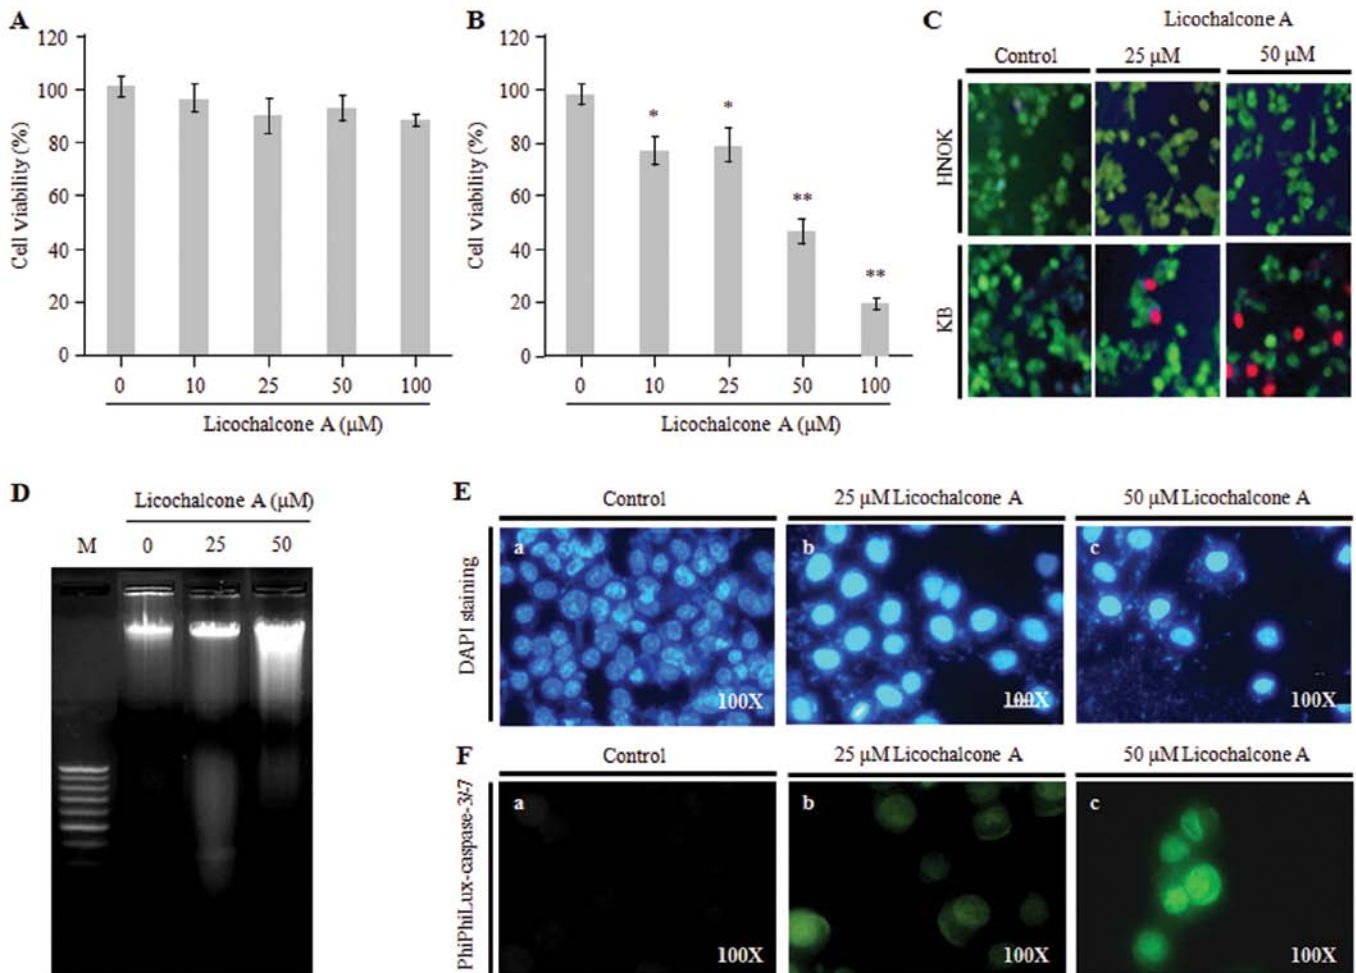 A
120
100
80
60
40
20
0
Cell viability (%)
0 10 25 50 100
Licochalcone A (μM)
B
120
100
80
60
40
20
0
Cell viability (%)
*
*
**
**
0 10 25 50 100
Licochalcone A (μM)
C
Licochalcone A
Control 25 μM 50 μM
HNOK
KB
D
Licochalcone A (μM)
M 0 25 50
E
Control 25 μM Licochalcone A 50 μM Licochalcone A
DAPI staining
a b c
100X 100X 100X
F
Control 25 μM Licochalcone A 50 μM Licochalcone A
PhiPhiLux-caspase-3/-7
a b c
100X 100X 100X